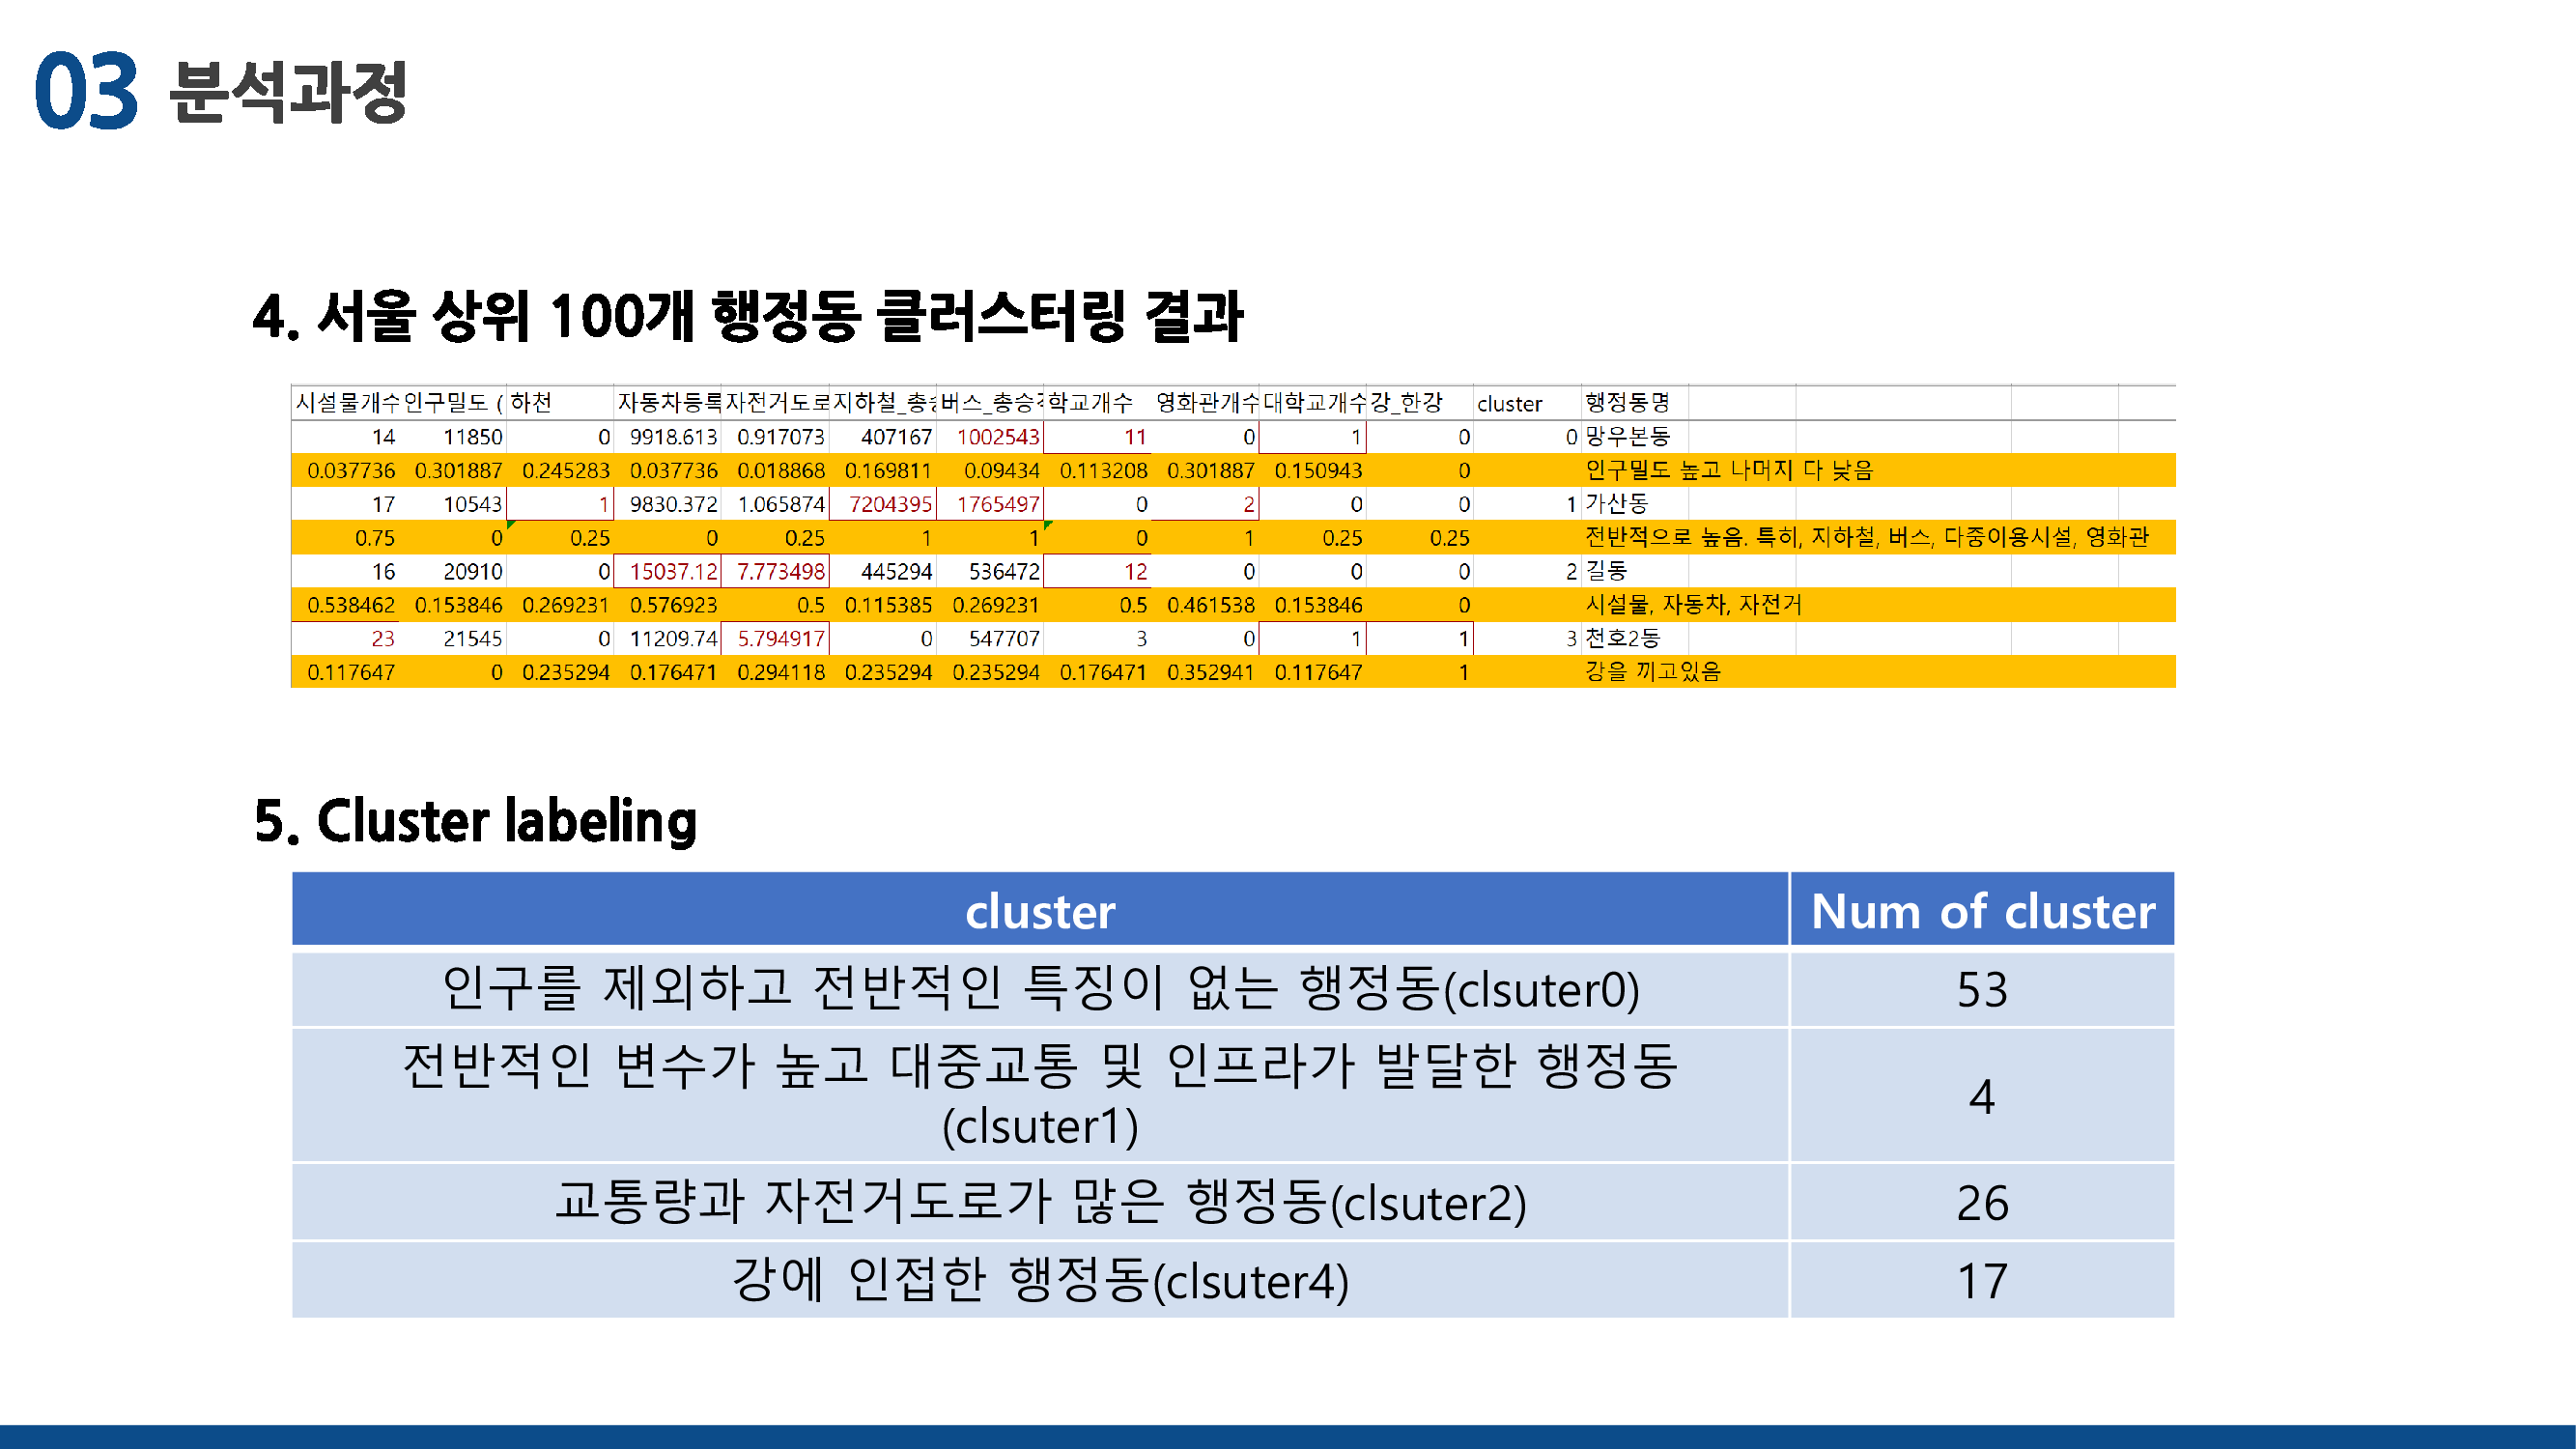 03 분석과정
4. 서울 상위 100개 행정동 클러스터링 결과
시설물개수 인구밀도 ( 하천 자동차등록 자전거도로 지하철_총 버스_총승 학교개수 영화관개수 대학교개수 강_한강 cluster 행정동명
14 11850 0 9918.613 0.917073 407167 1002543 11 0 1 0 0 망우본동
0.037736 0.301887 0.245283 0.037736 0.018868 0.169811 0.09434 0.113208 0.301887 0.150943 0 인구밀도 높고 나머지 다 낮음
17 10543 1 9830.372 1.065874 7204395 1765497 0 2 0 0 1 가산동
0.75 0 0.25 0 0.25 1 1 0 1 0.25 0.25 전반적으로 높음. 특히, 지하철, 버스, 다중이용시설, 영화관
16 20910 0 15037.12 7.773498 445294 536472 12 0 0 0 2 길동
0.538462 0.153846 0.269231 0.576923 0.5 0.115385 0.269231 0.5 0.461538 0.153846 0 시설물, 자동차, 자전거
23 21545 0 11209.74 5.794917 0 547707 3 0 1 1 3 천호2동
0.117647 0 0.235294 0.176471 0.294118 0.235294 0.235294 0.176471 0.352941 0.117647 1 강을 끼고있음
5. Cluster labeling
cluster Num of cluster
인구를 제외하고 전반적인 특징이 없는 행정동(clsuter0) 53
전반적인 변수가 높고 대중교통 및 인프라가 발달한 행정동
(clsuter1) 4
교통량과 자전거도로가 많은 행정동(clsuter2) 26
강에 인접한 행정동(clsuter4) 17